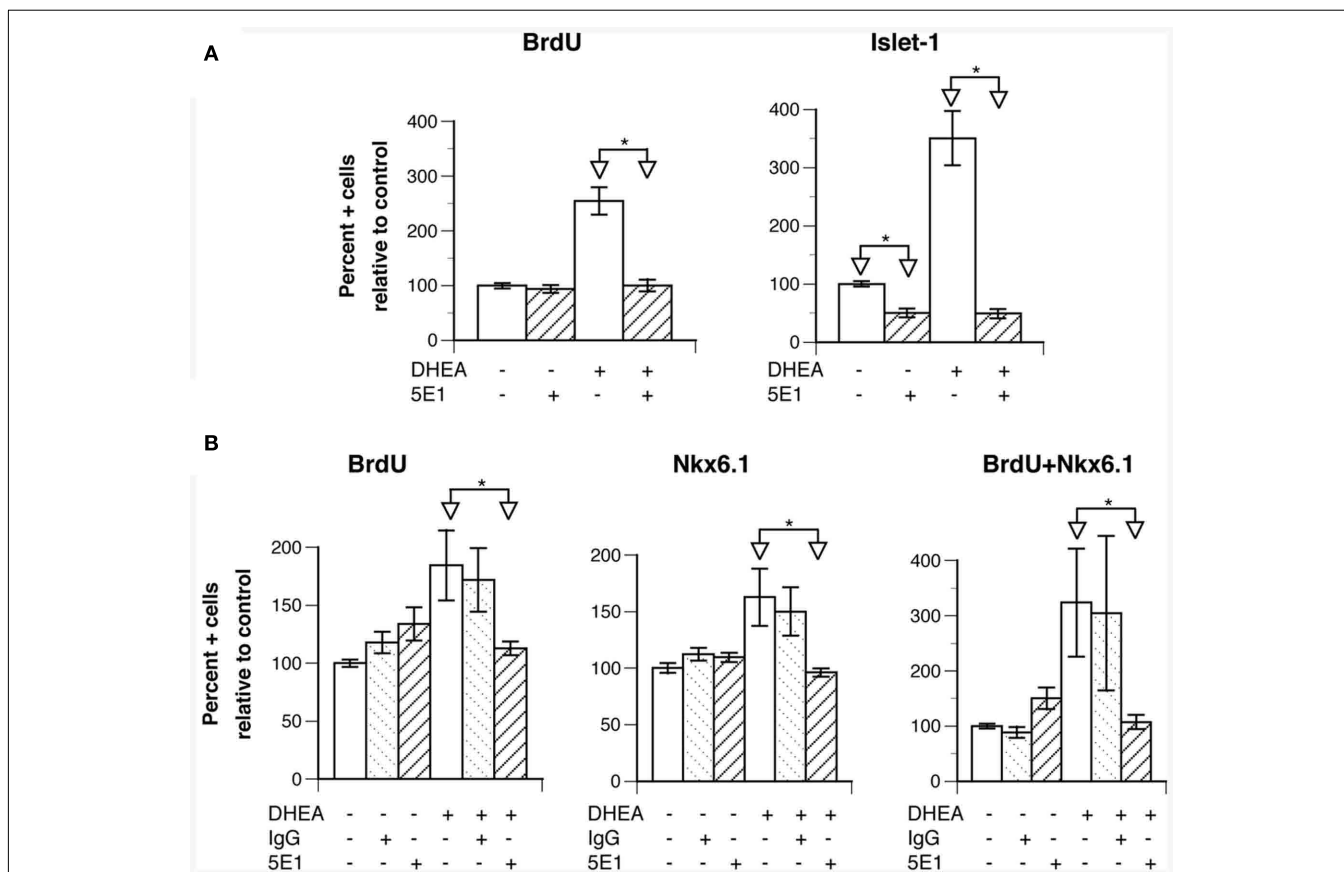 A
BrdU
Islet-1
Percent + cells
relative to control
400
300
200
100
0
*
DHEA - - + +
5E1 - + - +
400
300
200
100
0
*
*
- - + +
- + - +
B
BrdU
Nkx6.1
BrdU+Nkx6.1
Percent + cells
relative to control
200
150
100
50
0
*
DHEA - - - + + +
IgG - + - - + -
5E1 - - + - - +
200
150
100
50
0
*
DHEA - - - + + +
IgG - + - - + -
5E1 - - + - - +
400
300
200
100
0
*
DHEA - - - + + +
IgG - + - - + -
5E1 - - + - - +